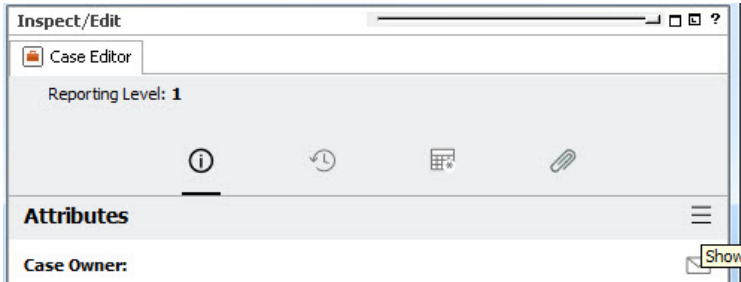 Inspect/Edit ?
Case Editor
Reporting Level: 1
Attributes
Case Owner:
Show